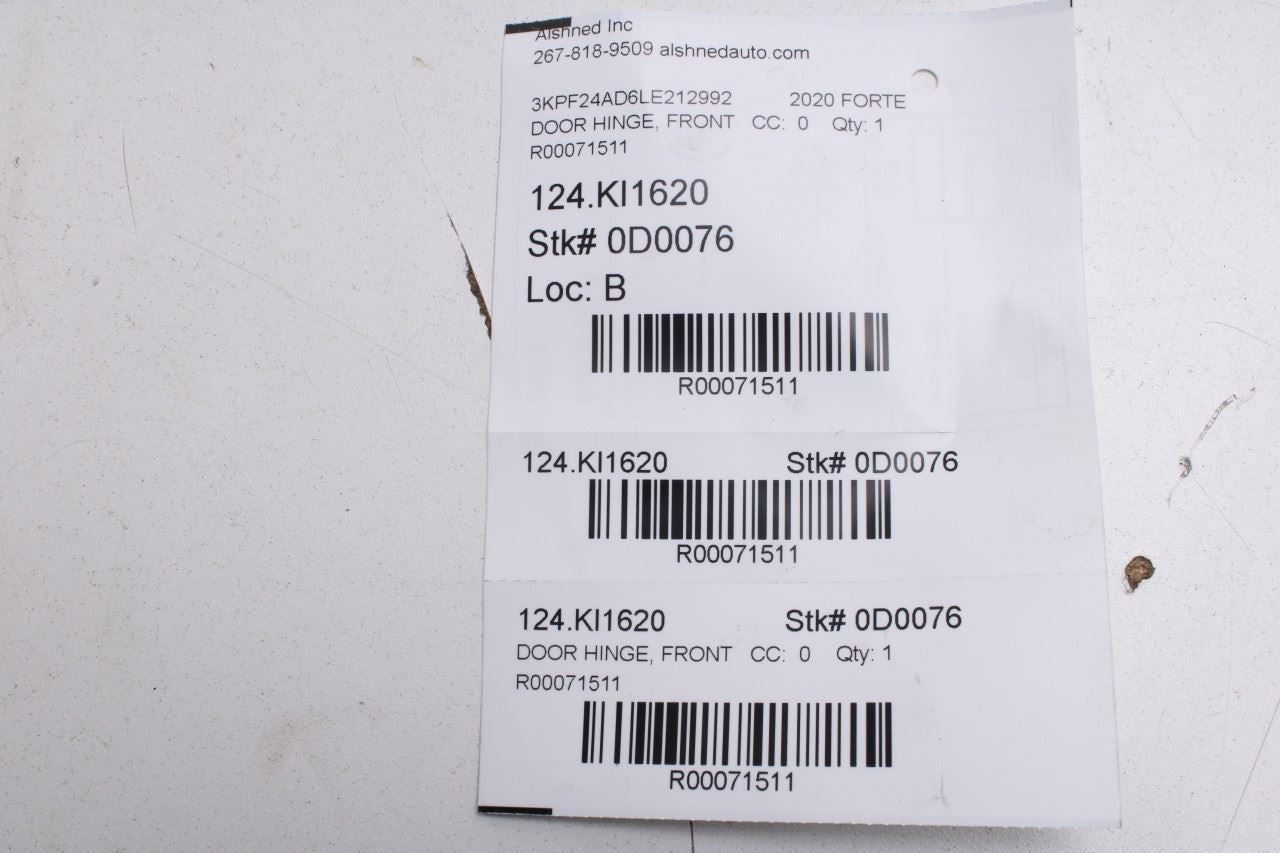 Alshned Inc
267-818-9509 alshnedauto.com
3KPF24AD6LE212992 2020 FORTE
DOOR HINGE, FRONT CC: 0 Qty: 1
R00071511
124.KI1620
Stk# 0D0076
Loc: B
R00071511
124.KI1620 Stk# 0D0076
R00071511
124.KI1620 Stk# 0D0076
DOOR HINGE, FRONT CC: 0 Qty: 1
R00071511
R00071511